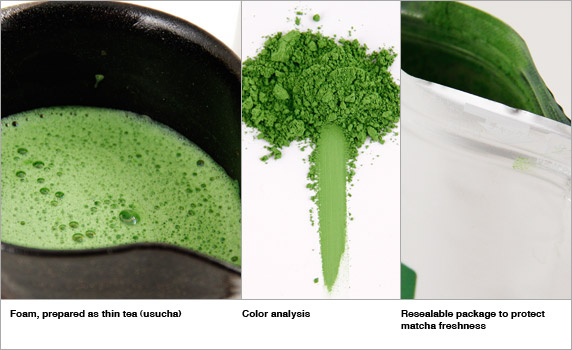 Foam, prepared as thin tea (usucha)
Color analysis
Resealable package to protect
matcha freshness